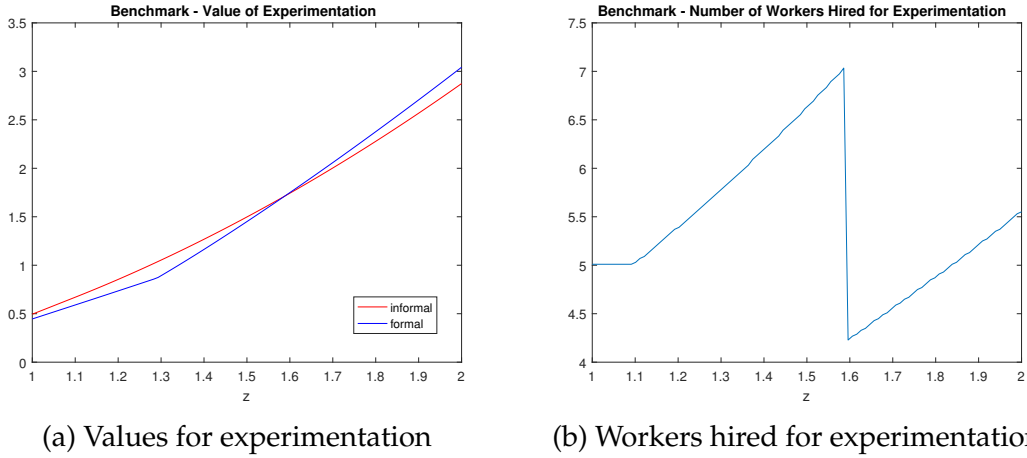 Benchmark - Value of Experimentation
3.5
3
2.5
2
1.5
1
0.5
0
informal
formal
1 1.1 1.2 1.3 1.4 1.5 1.6 1.7 1.8 1.9 2
z
(a) Values for experimentation
Benchmark - Number of Workers Hired for Experimentation
7.5
7
6.5
6
5.5
5
4.5
4
1 1.1 1.2 1.3 1.4 1.5 1.6 1.7 1.8 1.9 2
z
(b) Workers hired for experimentation